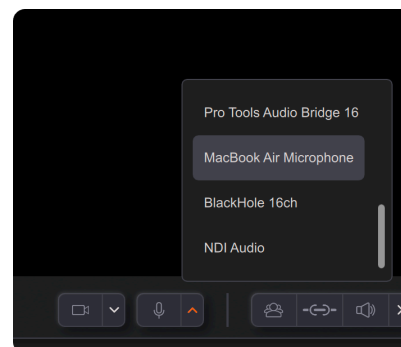 Pro Tools Audio Bridge 16
MacBook Air Microphone
BlackHole 16ch
NDI Audio